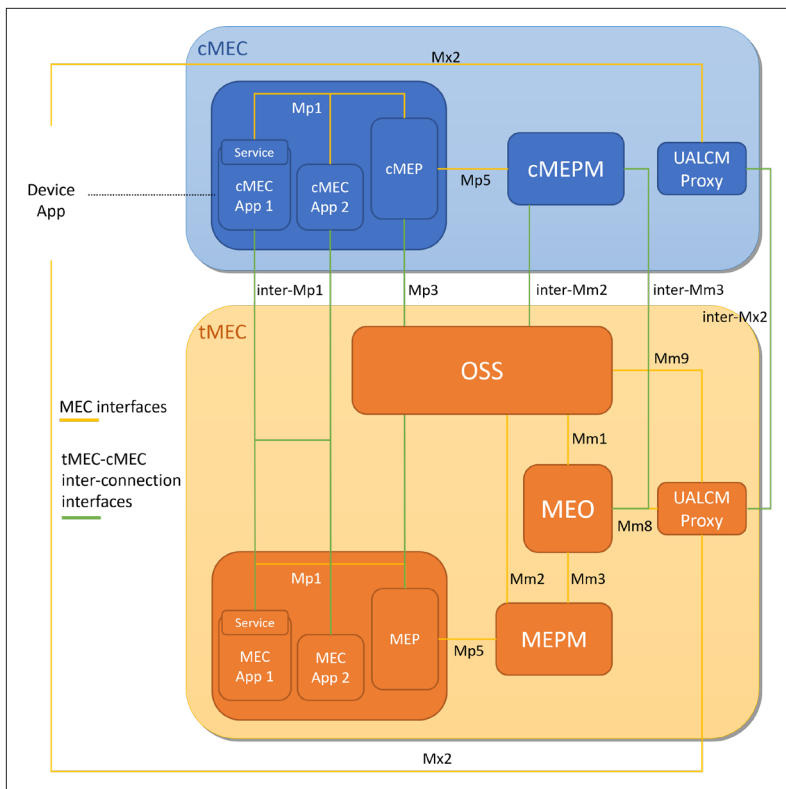 cMEC
Mx2
Mp1
Service
cMEC
App 1
cMEC
App 2
cMEP
Mp5
cMEPM
UALCM
Proxy
Device
App
inter-Mp1
Mp3
inter-Mm2
inter-Mm3
inter-Mx2
tMEC
OSS
Mm9
MEC interfaces
tMEC-cMEC
inter-connection
interfaces
Mm1
MEO
Mm8
UALCM
Proxy
Mp1
Mm2
Mm3
Service
MEC
App 1
MEC
App 2
MEP
Mp5
MEPM
Mx2